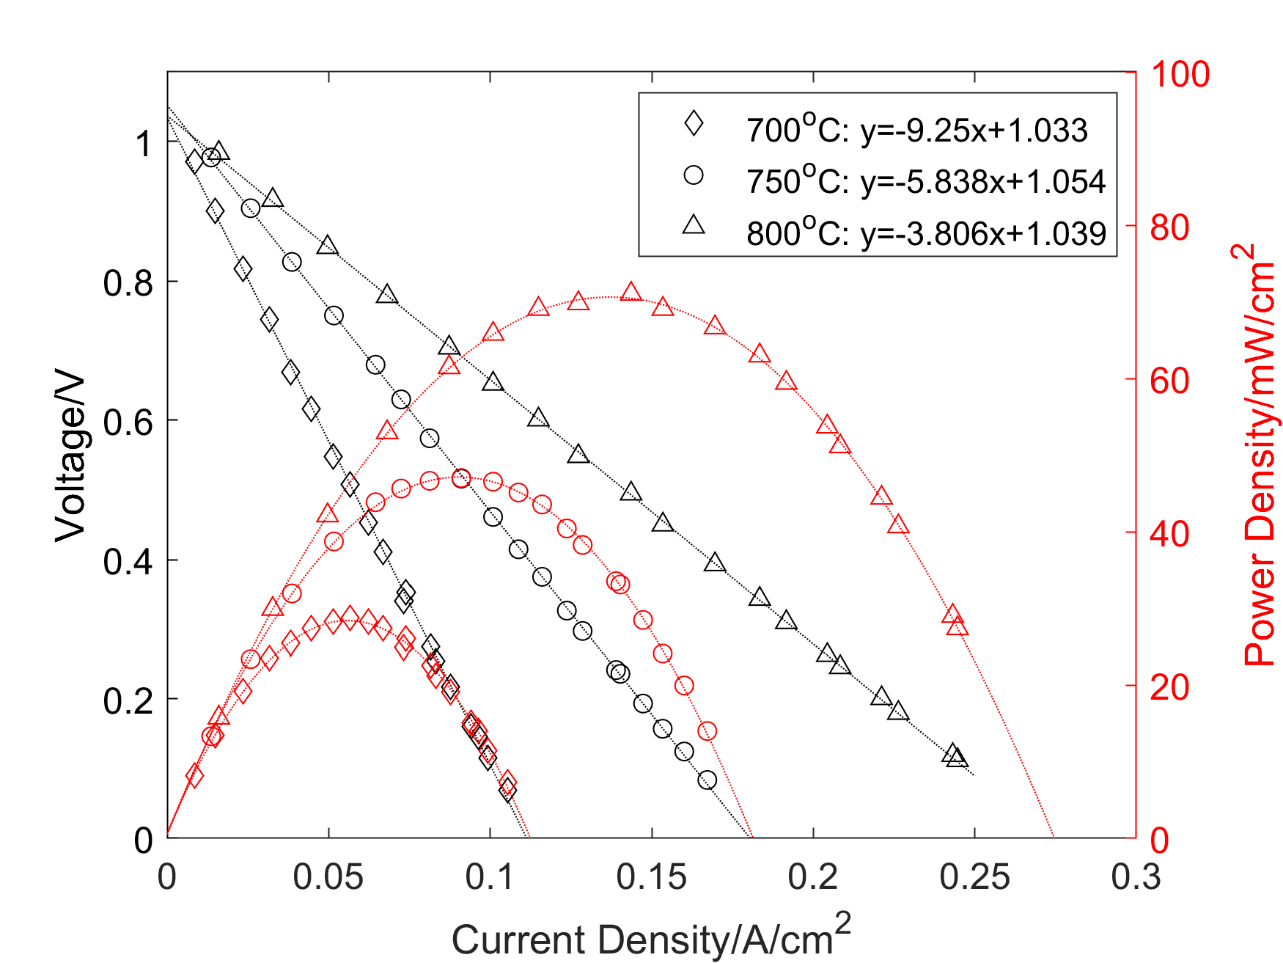 700°C: y=-9.25x+1.033
750°C: y=-5.838x+1.054
800°C: y=-3.806x+1.039
1
0.8
0.6
0.4
0.2
0
Voltage/V
100
80
60
40
20
0
Power Density/mW/cm²
0 0.05 0.1 0.15 0.2 0.25 0.3
Current Density/A/cm²